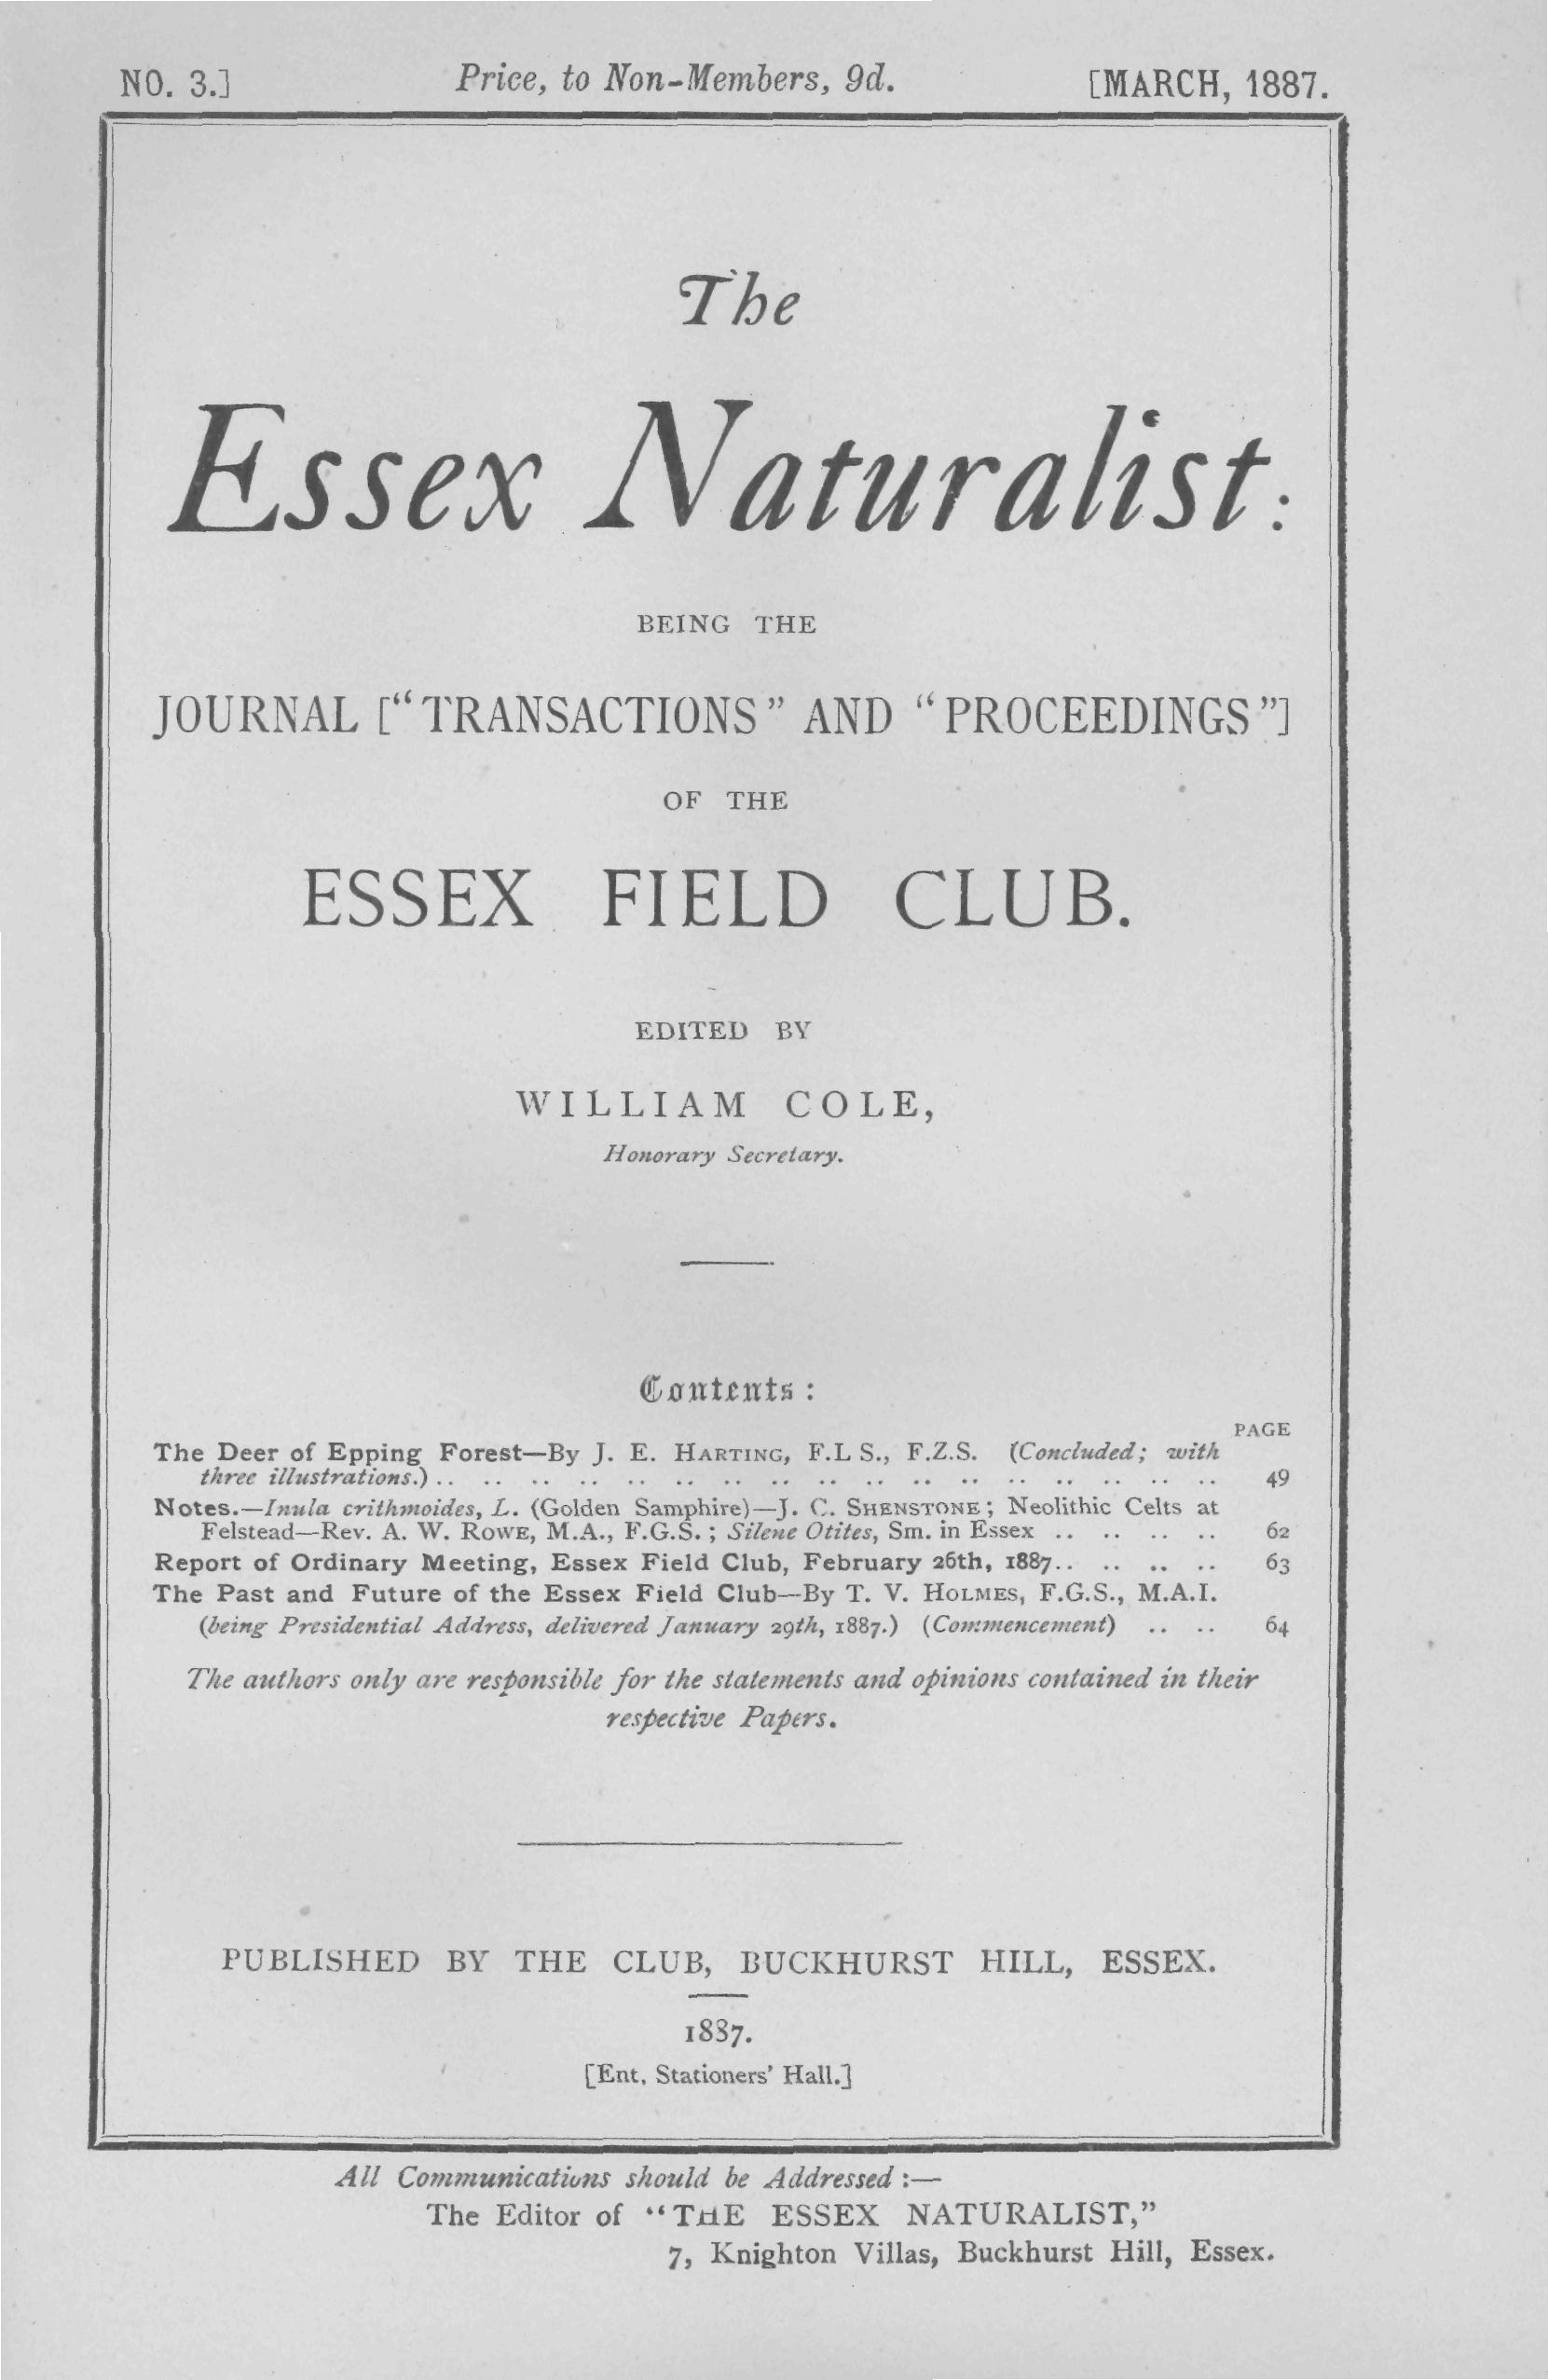 NO. 3.]
Price, to Non-Members, 9d.
[MARCH, 1887.
The
Essex Naturalist:
BEING THE
JOURNAL ["TRANSACTIONS" AND "PROCEEDINGS"]
OF THE
ESSEX FIELD CLUB.
EDITED BY
WILLIAM COLE,
Honorary Secretary.
Contents:
PAGE
The Deer of Epping Forest—By J. E. HARTING, F.L S., F.Z.S. (Concluded; with
three illustrations.) .. .. .. .. .. .. .. .. .. .. .. .. .. .. .. .. .. 49
Notes.—Inula crithmoides, L. (Golden Samphire)—J. C. SHENSTONE; Neolithic Celts at
Felstead—Rev. A. W. ROWE, M.A., F.G.S.; Silene Otites, Sm. in Essex .. .. .. .. 62
Report of Ordinary Meeting, Essex Field Club, February 26th, 1887.. .. .. .. 63
The Past and Future of the Essex Field Club—By T. V. HOLMES, F.G.S., M.A.I.
(being Presidential Address, delivered January 29th, 1887.) (Commencement) .. .. 64
The authors only are responsible for the statements and opinions contained in their
respective Papers.
PUBLISHED BY THE CLUB, BUCKHURST HILL, ESSEX.
1887.
[Ent. Stationers' Hall.]
All Communications should be Addressed:—
The Editor of "THE ESSEX NATURALIST,"
7, Knighton Villas, Buckhurst Hill, Essex.